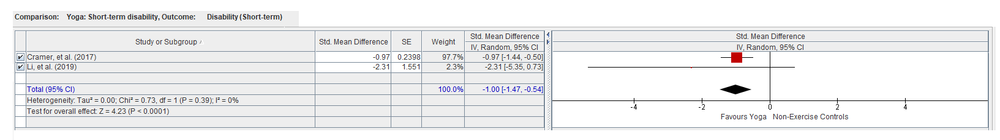 Comparison: Yoga: Short-term disability, Outcome: Disability (Short-term)
Std. Mean Difference Std. Mean Difference
Study or Subgroup Std. Mean Difference SE Weight IV, Random, 95% CI IV, Random, 95% CI
Cramer, et al. (2017) -0.97 0.2398 97.7% -0.97 [-1.44, -0.50]
Li, et al. (2019) -2.31 1.551 2.3% -2.31 [-5.35, 0.73]
Total (95% CI) 100.0% -1.00 [-1.47, -0.54]
Heterogeneity: Tau² = 0.00; Chi² = 0.73, df = 1 (P = 0.39); I² = 0%
Test for overall effect: Z = 4.23 (P < 0.0001)
-4 -2 0 2 4
Favours Yoga Non-Exercise Controls